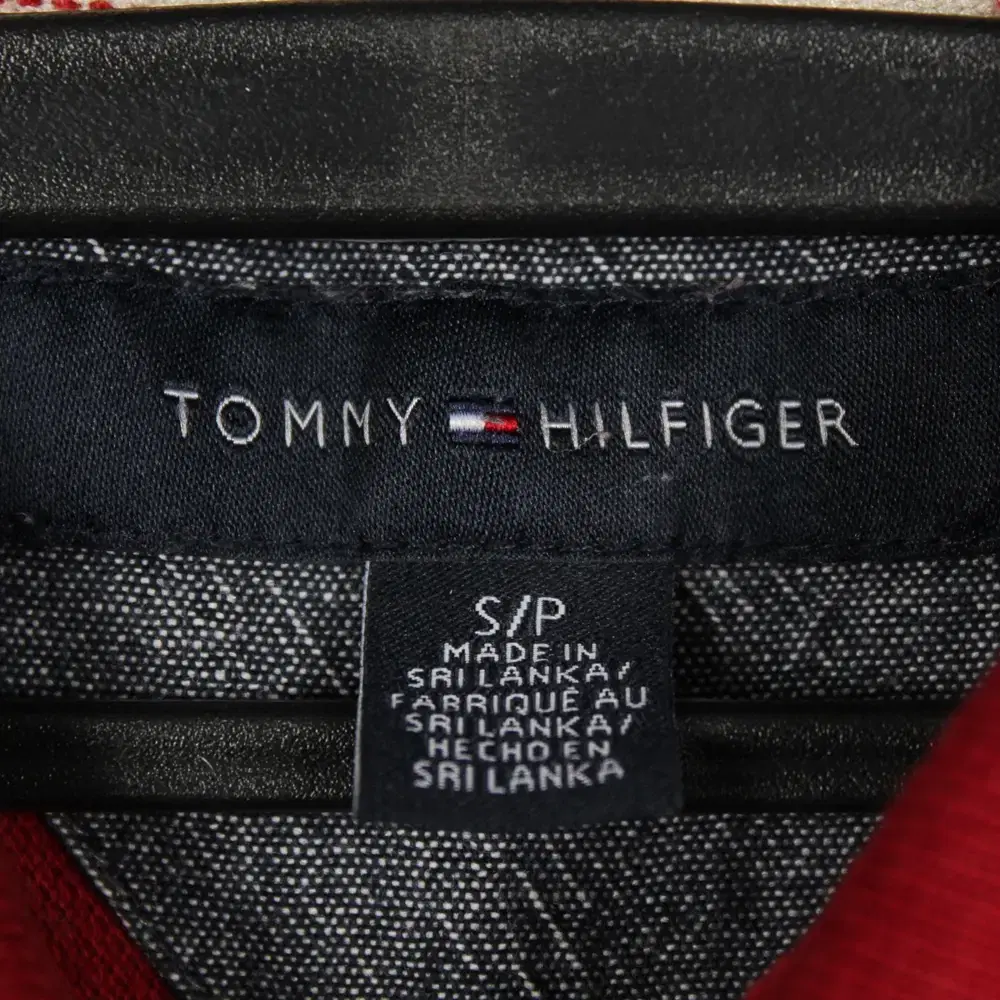 TOMMY HILFIGER
S/P
MADE IN
SRI LANKA/
FABRIQUÉ AU
SRI LANKA/
HECHO EN
SRI LANKA